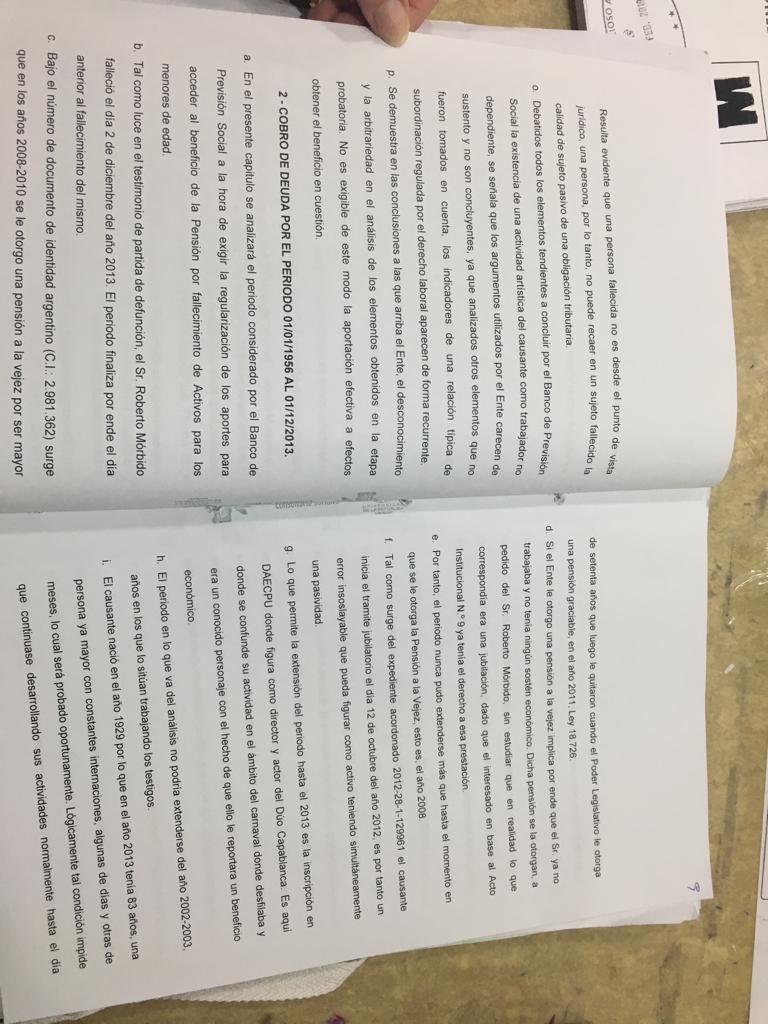 M
FEB. 2019
Resulta evidente que una persona fallecida no es desde el punto de vista
jurídico, una persona, por lo tanto, no puede recaer en un sujeto fallecido la
calidad de sujeto pasivo de una obligación tributaria.
o. Debatidos todos los elementos tendientes a concluir por el Banco de Previsión
Social la existencia de una actividad artística del causante como trabajador no
dependiente, se señala que los argumentos utilizados por el Ente carecen de
sustento y no son concluyentes, ya que analizados otros elementos que no
fueron tomados en cuenta, los indicadores de una relación típica de
subordinación regulada por el derecho laboral aparecen de forma recurrente.
p. Se demuestra en las conclusiones a las que arriba el Ente, el desconocimiento
y la arbitrariedad en el análisis de los elementos obtenidos en la etapa
probatoria. No es exigible de este modo la aportación efectiva a efectos
obtener el beneficio en cuestión.
2 - COBRO DE DEUDA POR EL PERIODO 01/01/1956 AL 01/12/2013.
a. En el presente capitulo se analizará el periodo considerado por el Banco de
Previsión Social a la hora de exigir la regularización de los aportes para
acceder al beneficio de la Pensión por fallecimiento de Activos para los
menores de edad.
b. Tal como luce en el testimonio de partida de defunción, el Sr. Roberto Mórbido
falleció el día 2 de diciembre del año 2013. El periodo finaliza por ende el día
anterior al fallecimiento del mismo.
c. Bajo el número de documento de identidad argentino (C.I.: 2.981.362) surge
que en los años 2008-2010 se le otorgo una pensión a la vejez por ser mayor
de setenta años que luego le quitaron cuando el Poder Legislativo le otorga
una pensión graciable, en el año 2011, Ley 18.726.
d. Si el Ente le otorgo una pensión a la vejez implica por ende que el Sr. ya no
trabajaba y no tenía ningún sostén económico. Dicha pensión se la otorgan, a
pedido del Sr. Roberto Mórbido, sin estudiar que en realidad lo que
correspondía era una jubilación, dado que el interesado en base al Acto
Institucional N.º 9 ya tenía el derecho a esa prestación.
e. Por tanto, el periodo nunca pudo extenderse más que hasta el momento en
que se le otorga la Pensión a la Vejez, esto es, el año 2008.
f. Tal como surge del expediente acordonado 2012-28-1-129961 el causante
inicia el tramite jubilatorio el día 12 de octubre del año 2012, es por tanto un
error insoslayable que pueda figurar como activo teniendo simultáneamente
una pasividad.
g. Lo que permite la extensión del periodo hasta el 2013 es la inscripción en
DAECPU donde figura como director y actor del Dúo Capablanca. Es aquí
donde se confunde su actividad en el ámbito del carnaval donde desfilaba y
era un conocido personaje con el hecho de que ello le reportara un beneficio
económico.
h. El periodo en lo que va del análisis no podría extenderse del año 2002-2003,
años en los que lo sitúan trabajando los testigos.
i. El causante nació en el año 1929 por lo que en el año 2013 tenía 83 años, una
persona ya mayor con constantes internaciones, algunas de días y otras de
meses, lo cual será probado oportunamente. Lógicamente tal condición impide
que continuase desarrollando sus actividades normalmente hasta el día